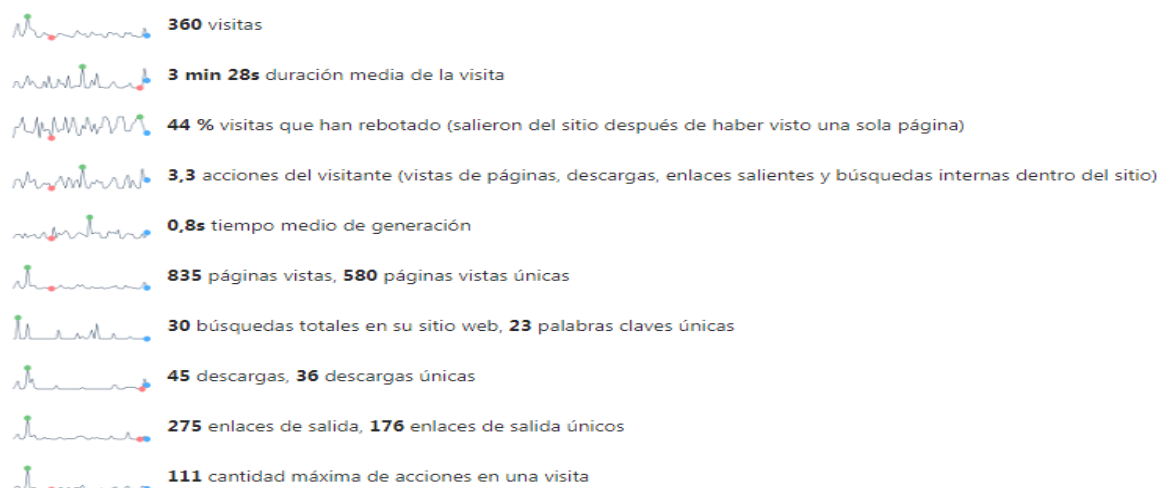 360 visitas
3 min 28s duración media de la visita
44 % visitas que han rebotado (salieron del sitio después de haber visto una sola página)
3,3 acciones del visitante (vistas de páginas, descargas, enlaces salientes y búsquedas internas dentro del sitio)
0,8s tiempo medio de generación
835 páginas vistas, 580 páginas vistas únicas
30 búsquedas totales en su sitio web, 23 palabras claves únicas
45 descargas, 36 descargas únicas
275 enlaces de salida, 176 enlaces de salida únicos
111 cantidad máxima de acciones en una visita